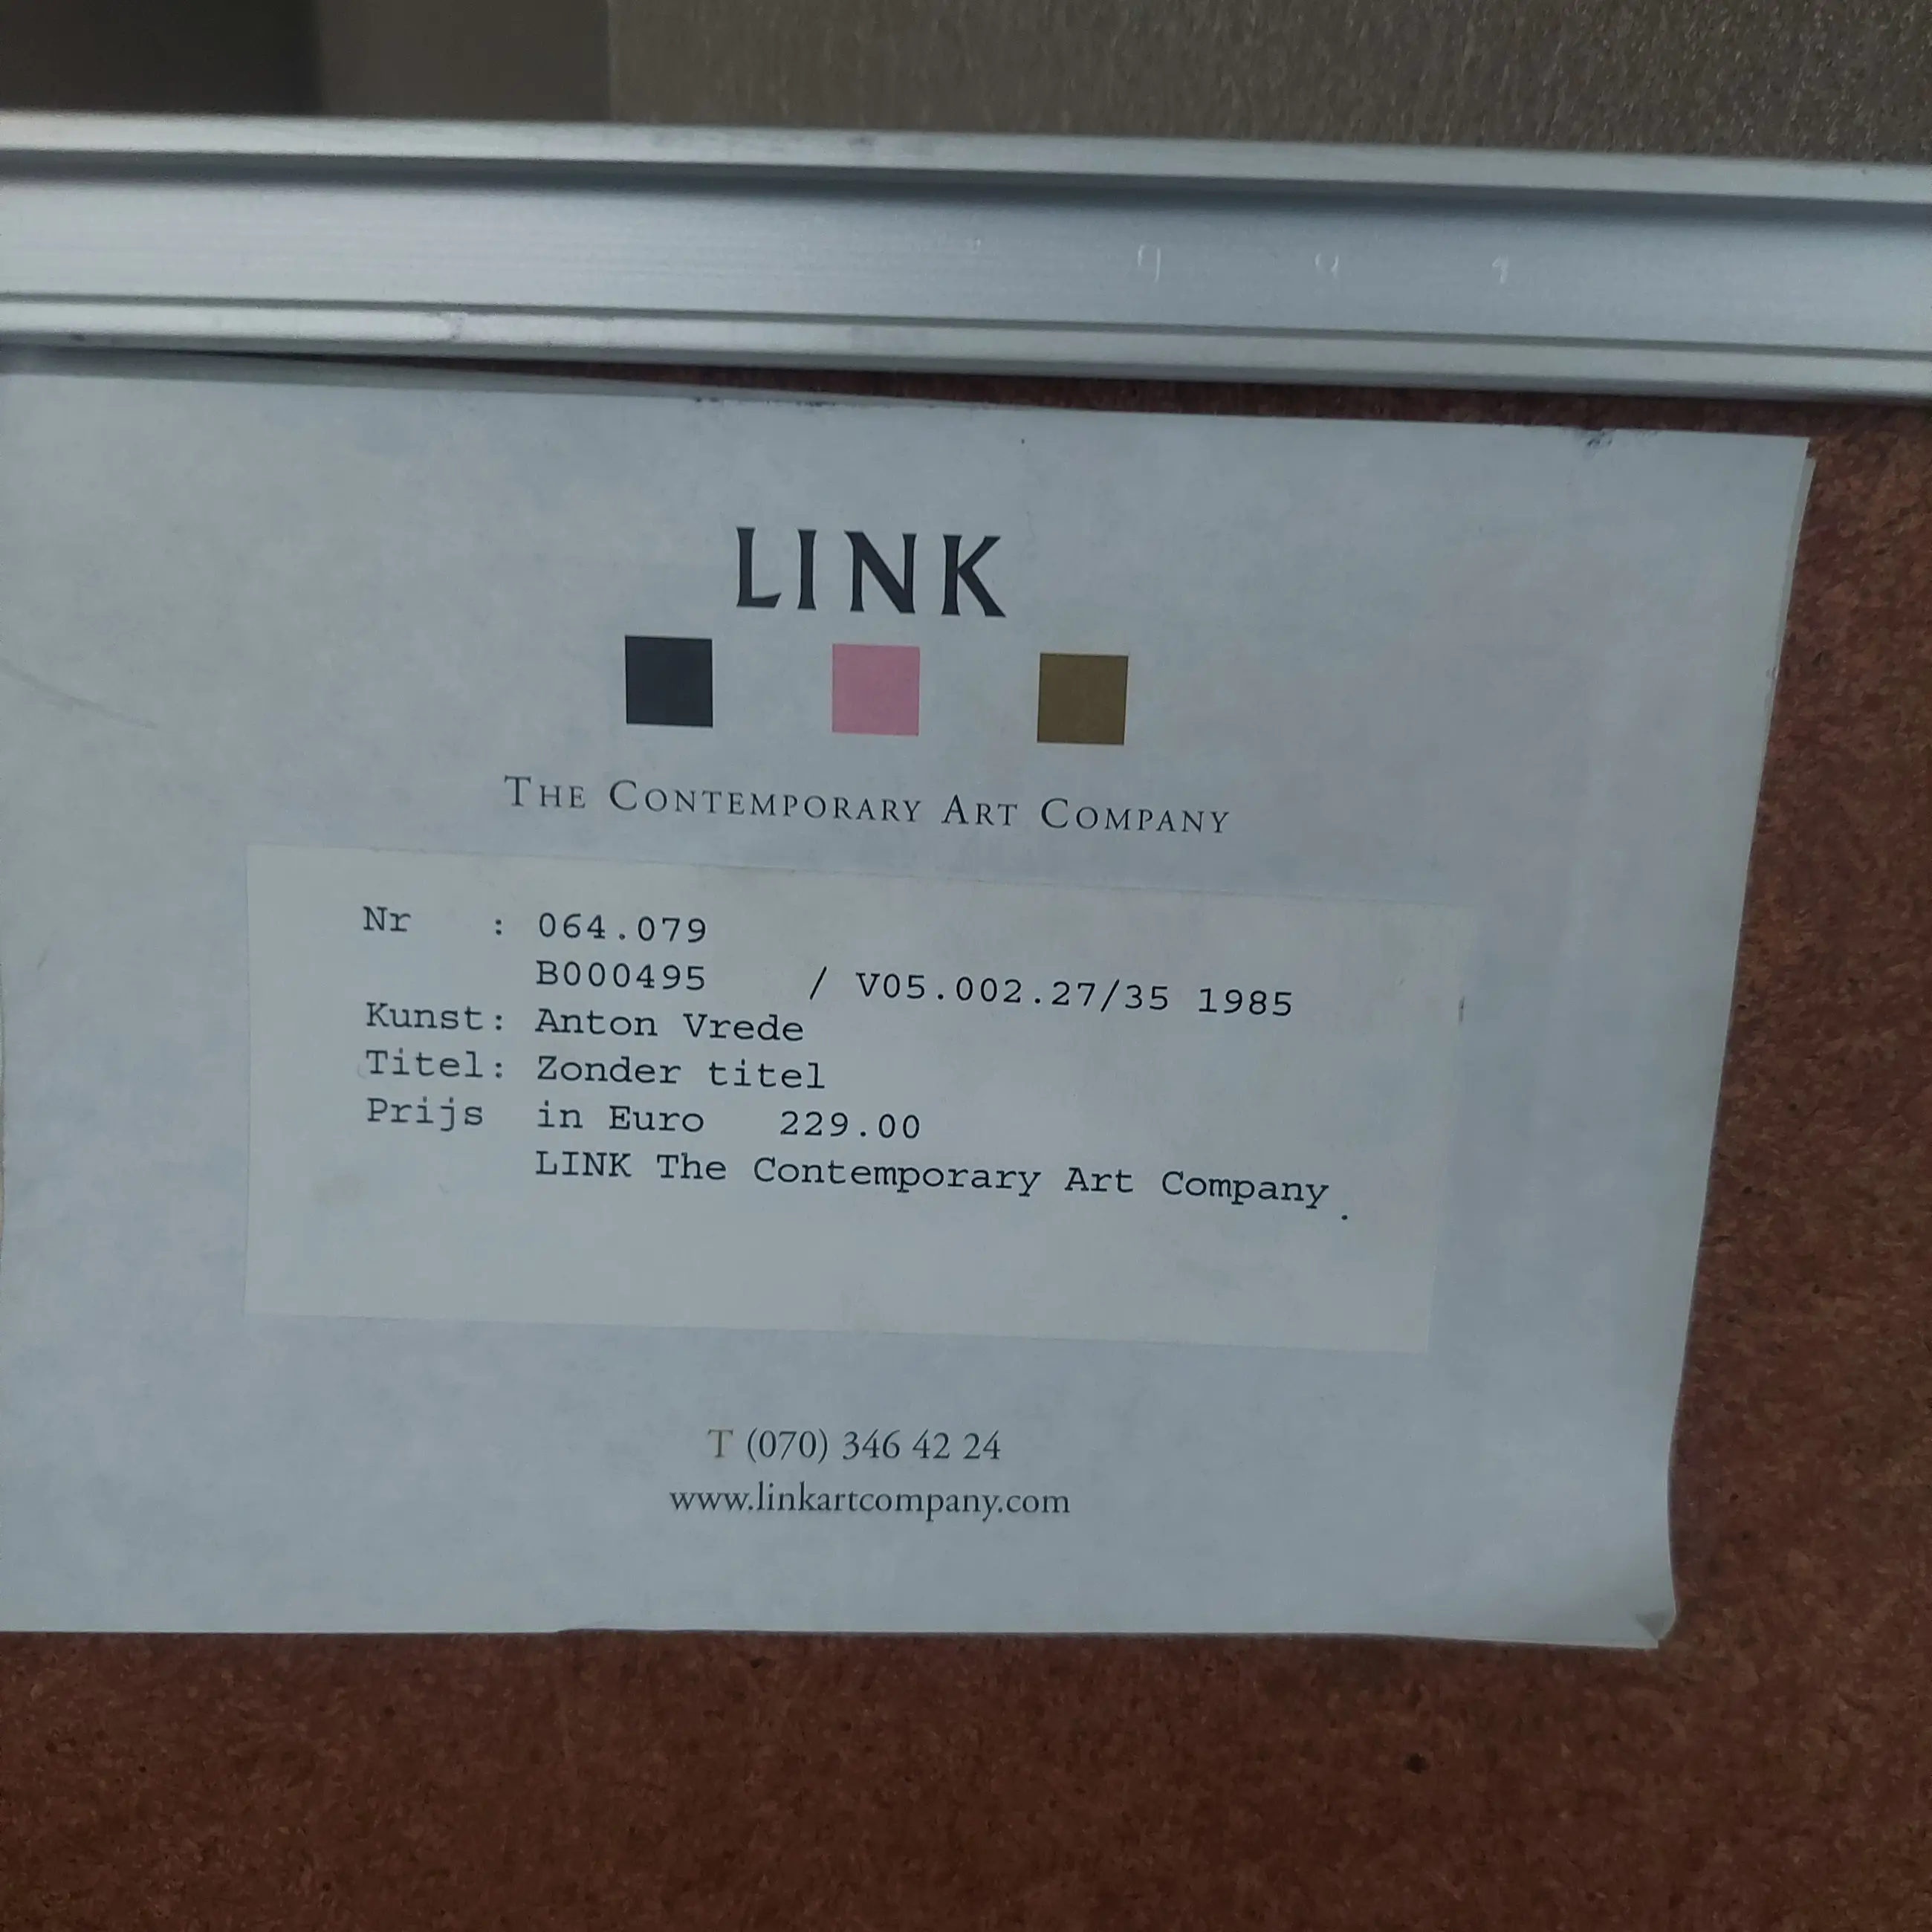 LINK
THE CONTEMPORARY ART COMPANY
Nr : 064.079
B000495 / V05.002.27/35 1985
Kunst: Anton Vrede
Titel: Zonder titel
Prijs in Euro 229.00
LINK The Contemporary Art Company.
T (070) 346 42 24
www.linkartcompany.com